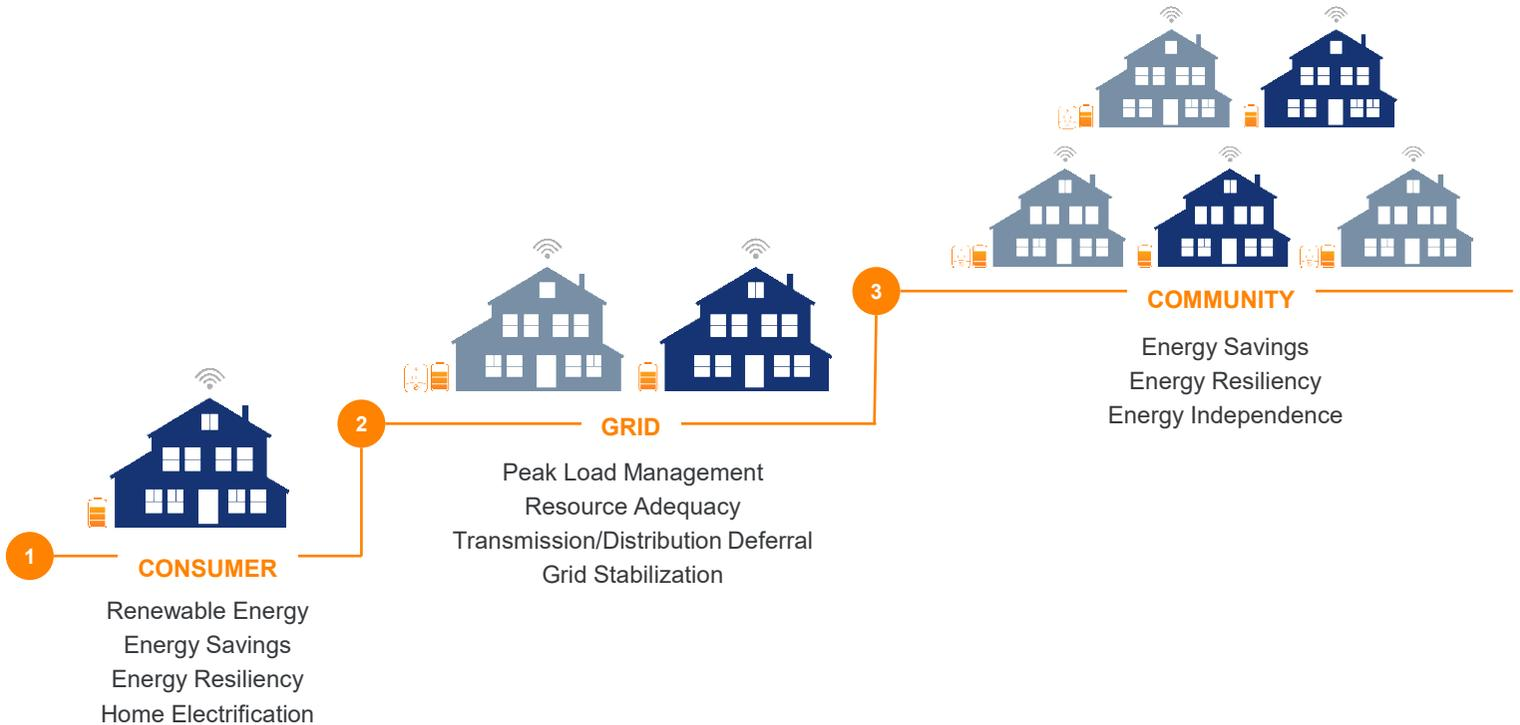 1
CONSUMER
Renewable Energy
Energy Savings
Energy Resiliency
Home Electrification
2
GRID
Peak Load Management
Resource Adequacy
Transmission/Distribution Deferral
Grid Stabilization
3
COMMUNITY
Energy Savings
Energy Resiliency
Energy Independence